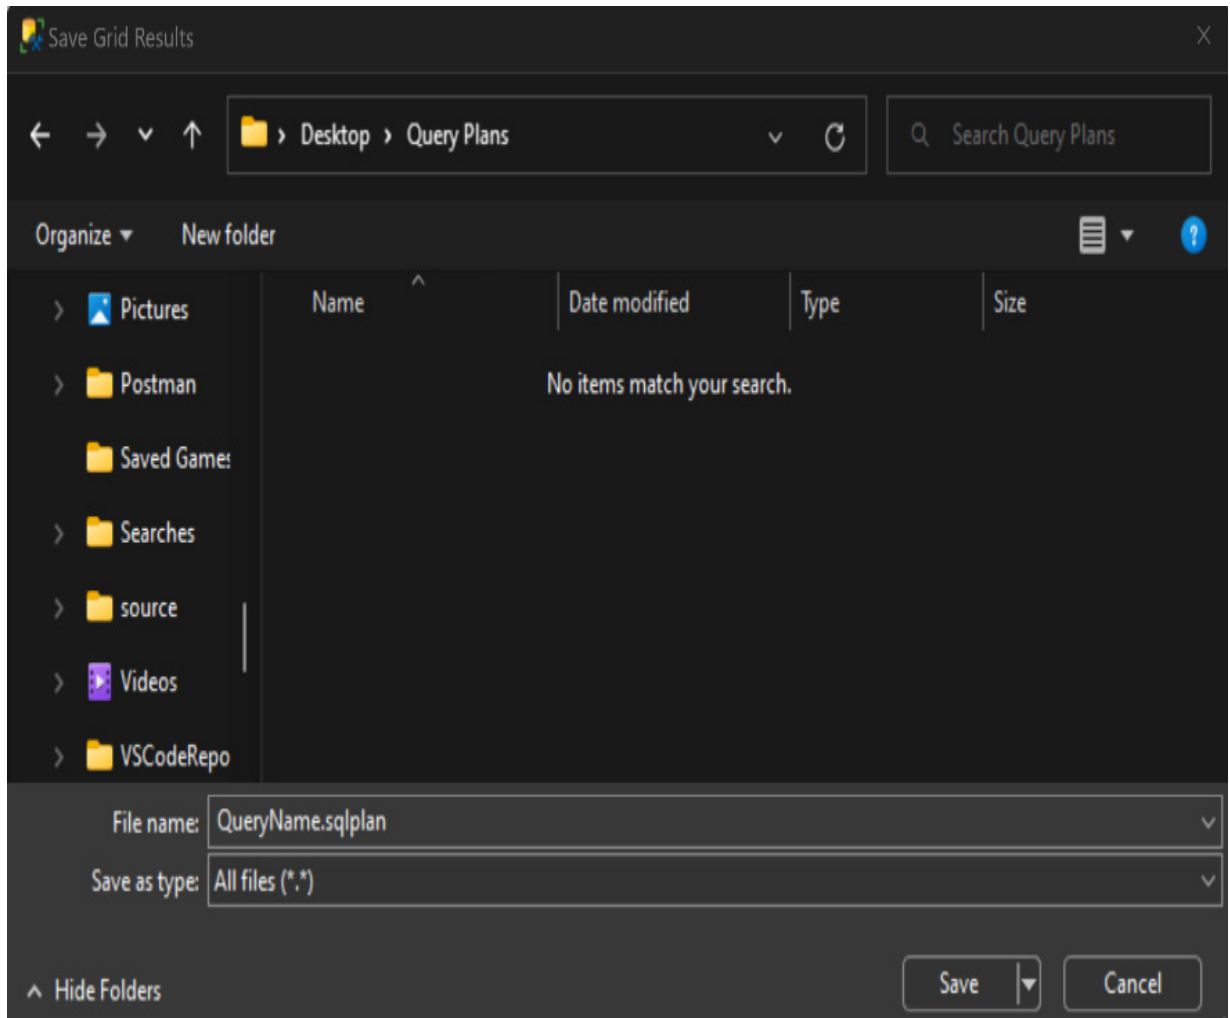 Save Grid Results
Desktop > Query Plans
Search Query Plans
Organize
New folder
Name
Date modified
Type
Size
Pictures
Postman
Saved Games
Searches
source
Videos
VSCodeRepo
No items match your search.
File name: QueryName.sqlplan
Save as type: All files (*.*)
Hide Folders
Save
Cancel